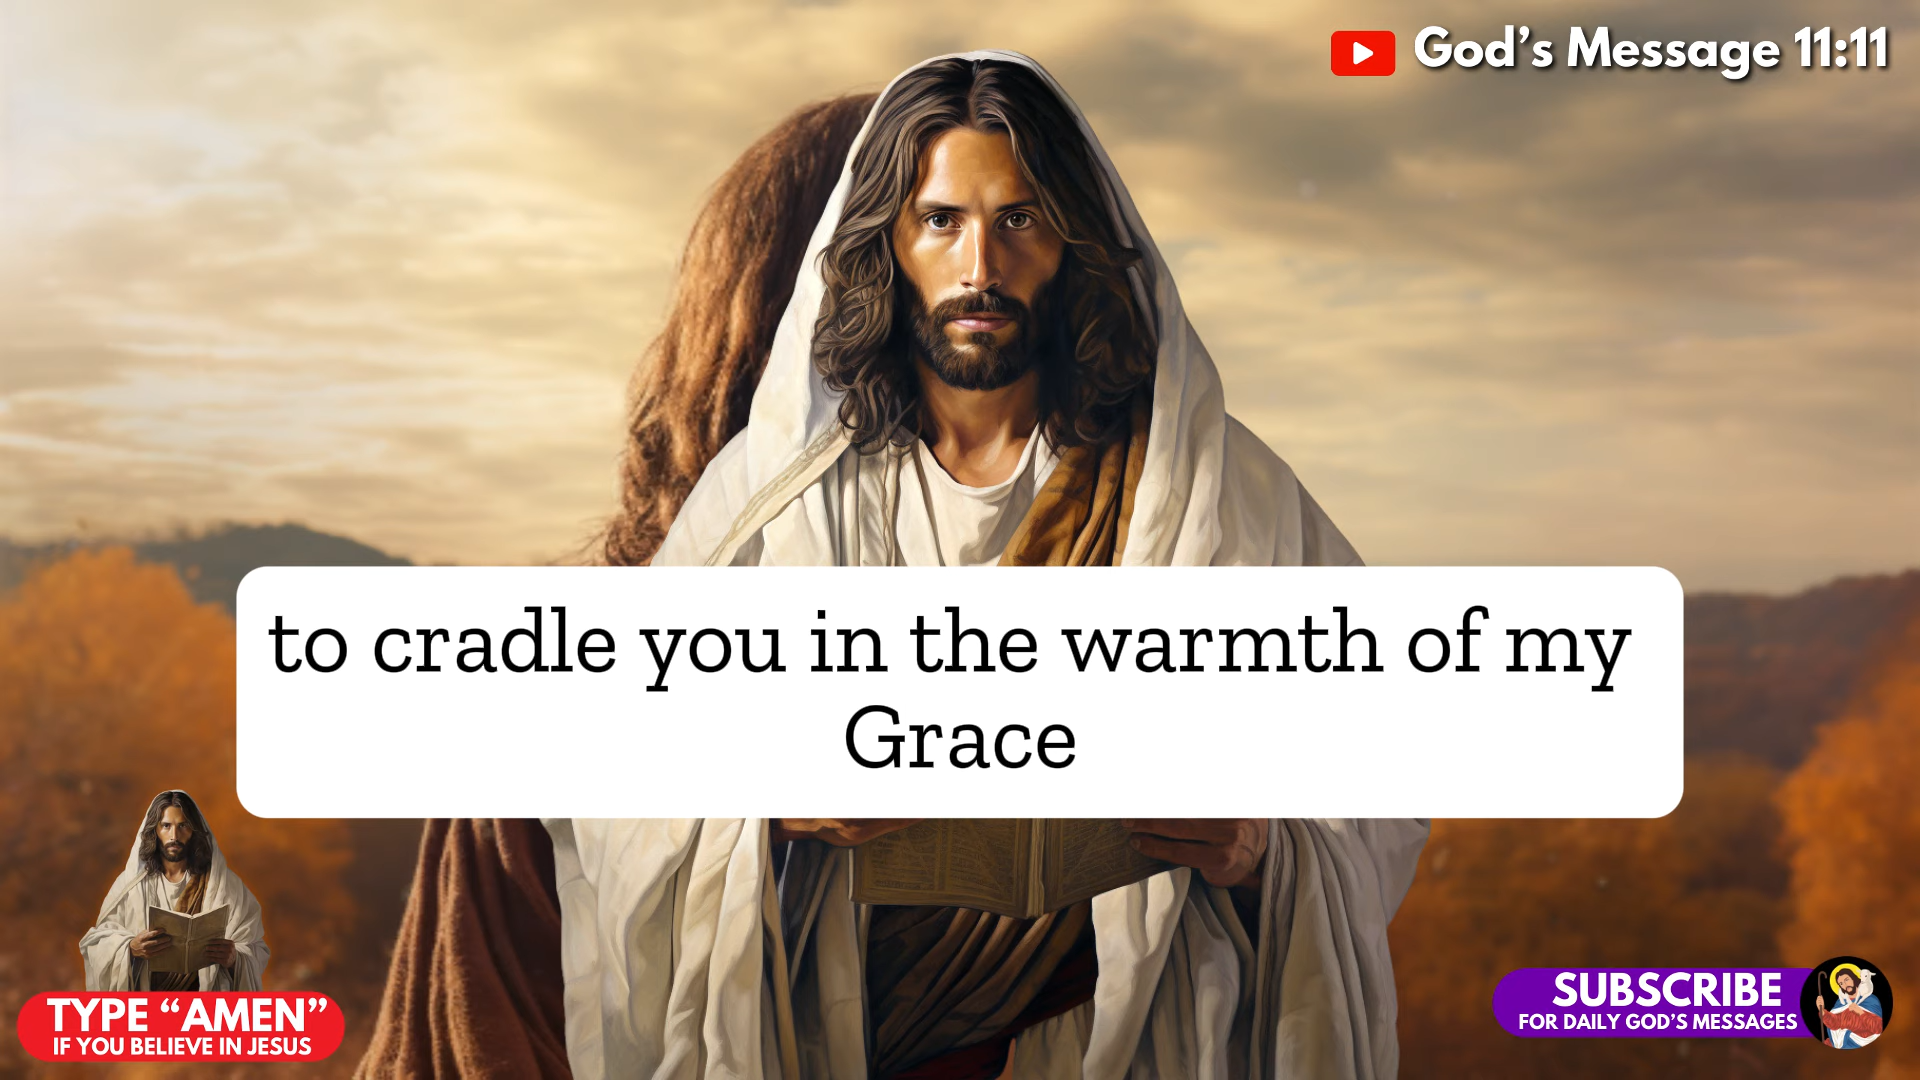 God’s Message 11:11
to cradle you in the warmth of my
Grace
TYPE “AMEN”
IF YOU BELIEVE IN JESUS
SUBSCRIBE
FOR DAILY GOD’S MESSAGES